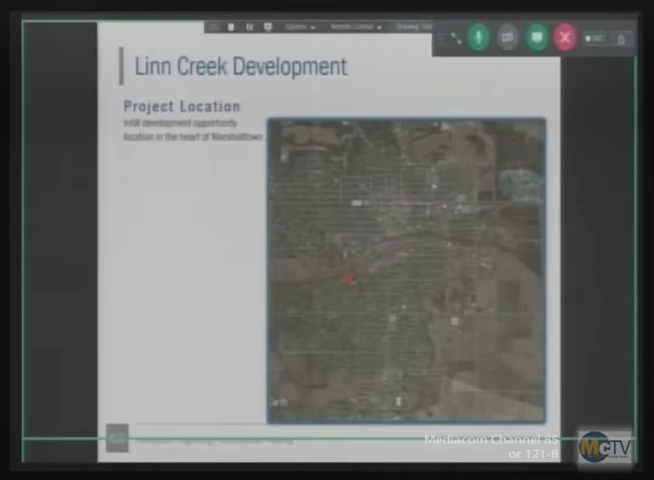 Linn Creek Development
Project Location
Infill development opportunity
location in the heart of Marshalltown
Mediacom Channel 85
or 121-8
MCTV